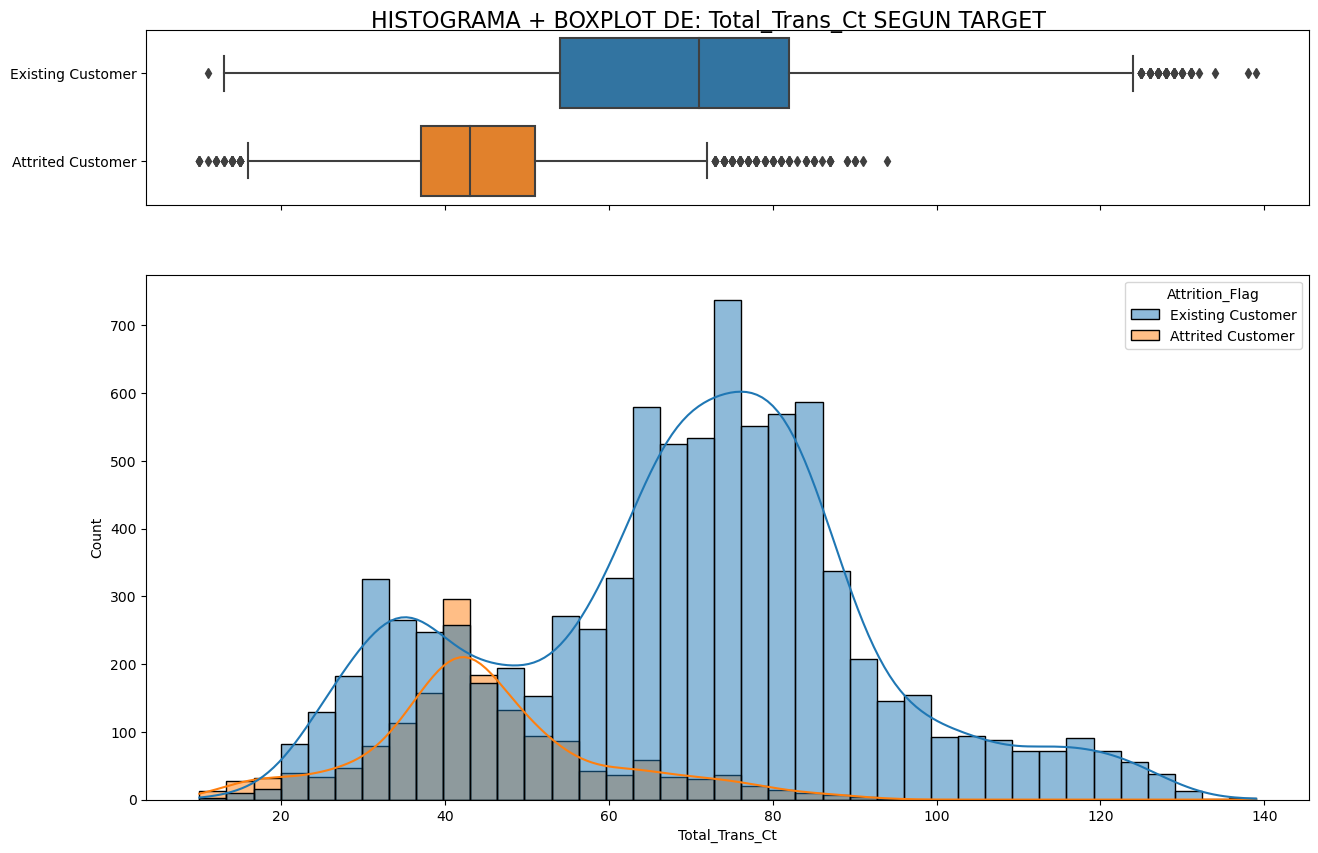 HISTOGRAMA + BOXPLOT DE: Total_Trans_Ct SEGUN TARGET
Existing Customer
Attrited Customer
Attrition_Flag
Existing Customer
Attrited Customer
700
600
500
400
300
200
100
0
Count
20 40 60 80 100 120 140
Total_Trans_Ct